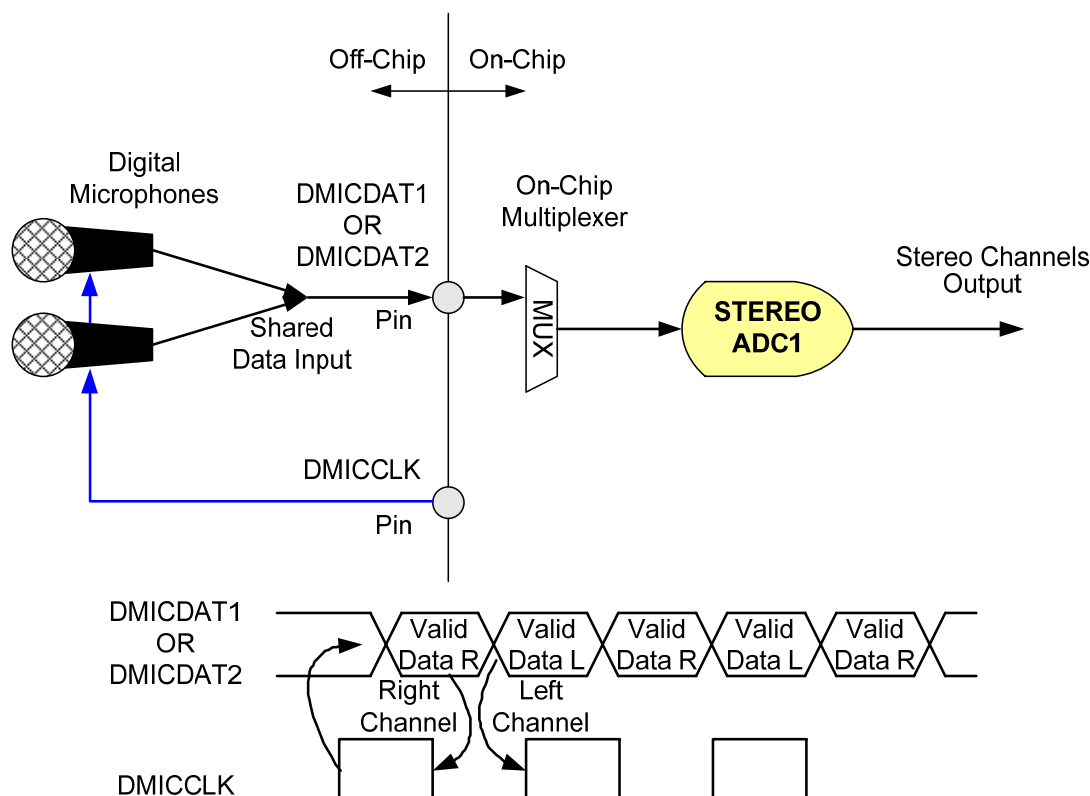 Off-Chip
On-Chip
Digital
Microphones
DMICDAT1
OR
DMICDAT2
On-Chip
Multiplexer
Stereo Channels
Output
Pin
Shared
Data Input
MUX
STEREO
ADC1
DMICCLK
Pin
DMICDAT1
OR
DMICDAT2
Valid
Data R
Valid
Data L
Valid
Data R
Valid
Data L
Valid
Data R
Right
Channel
Left
Channel
DMICCLK